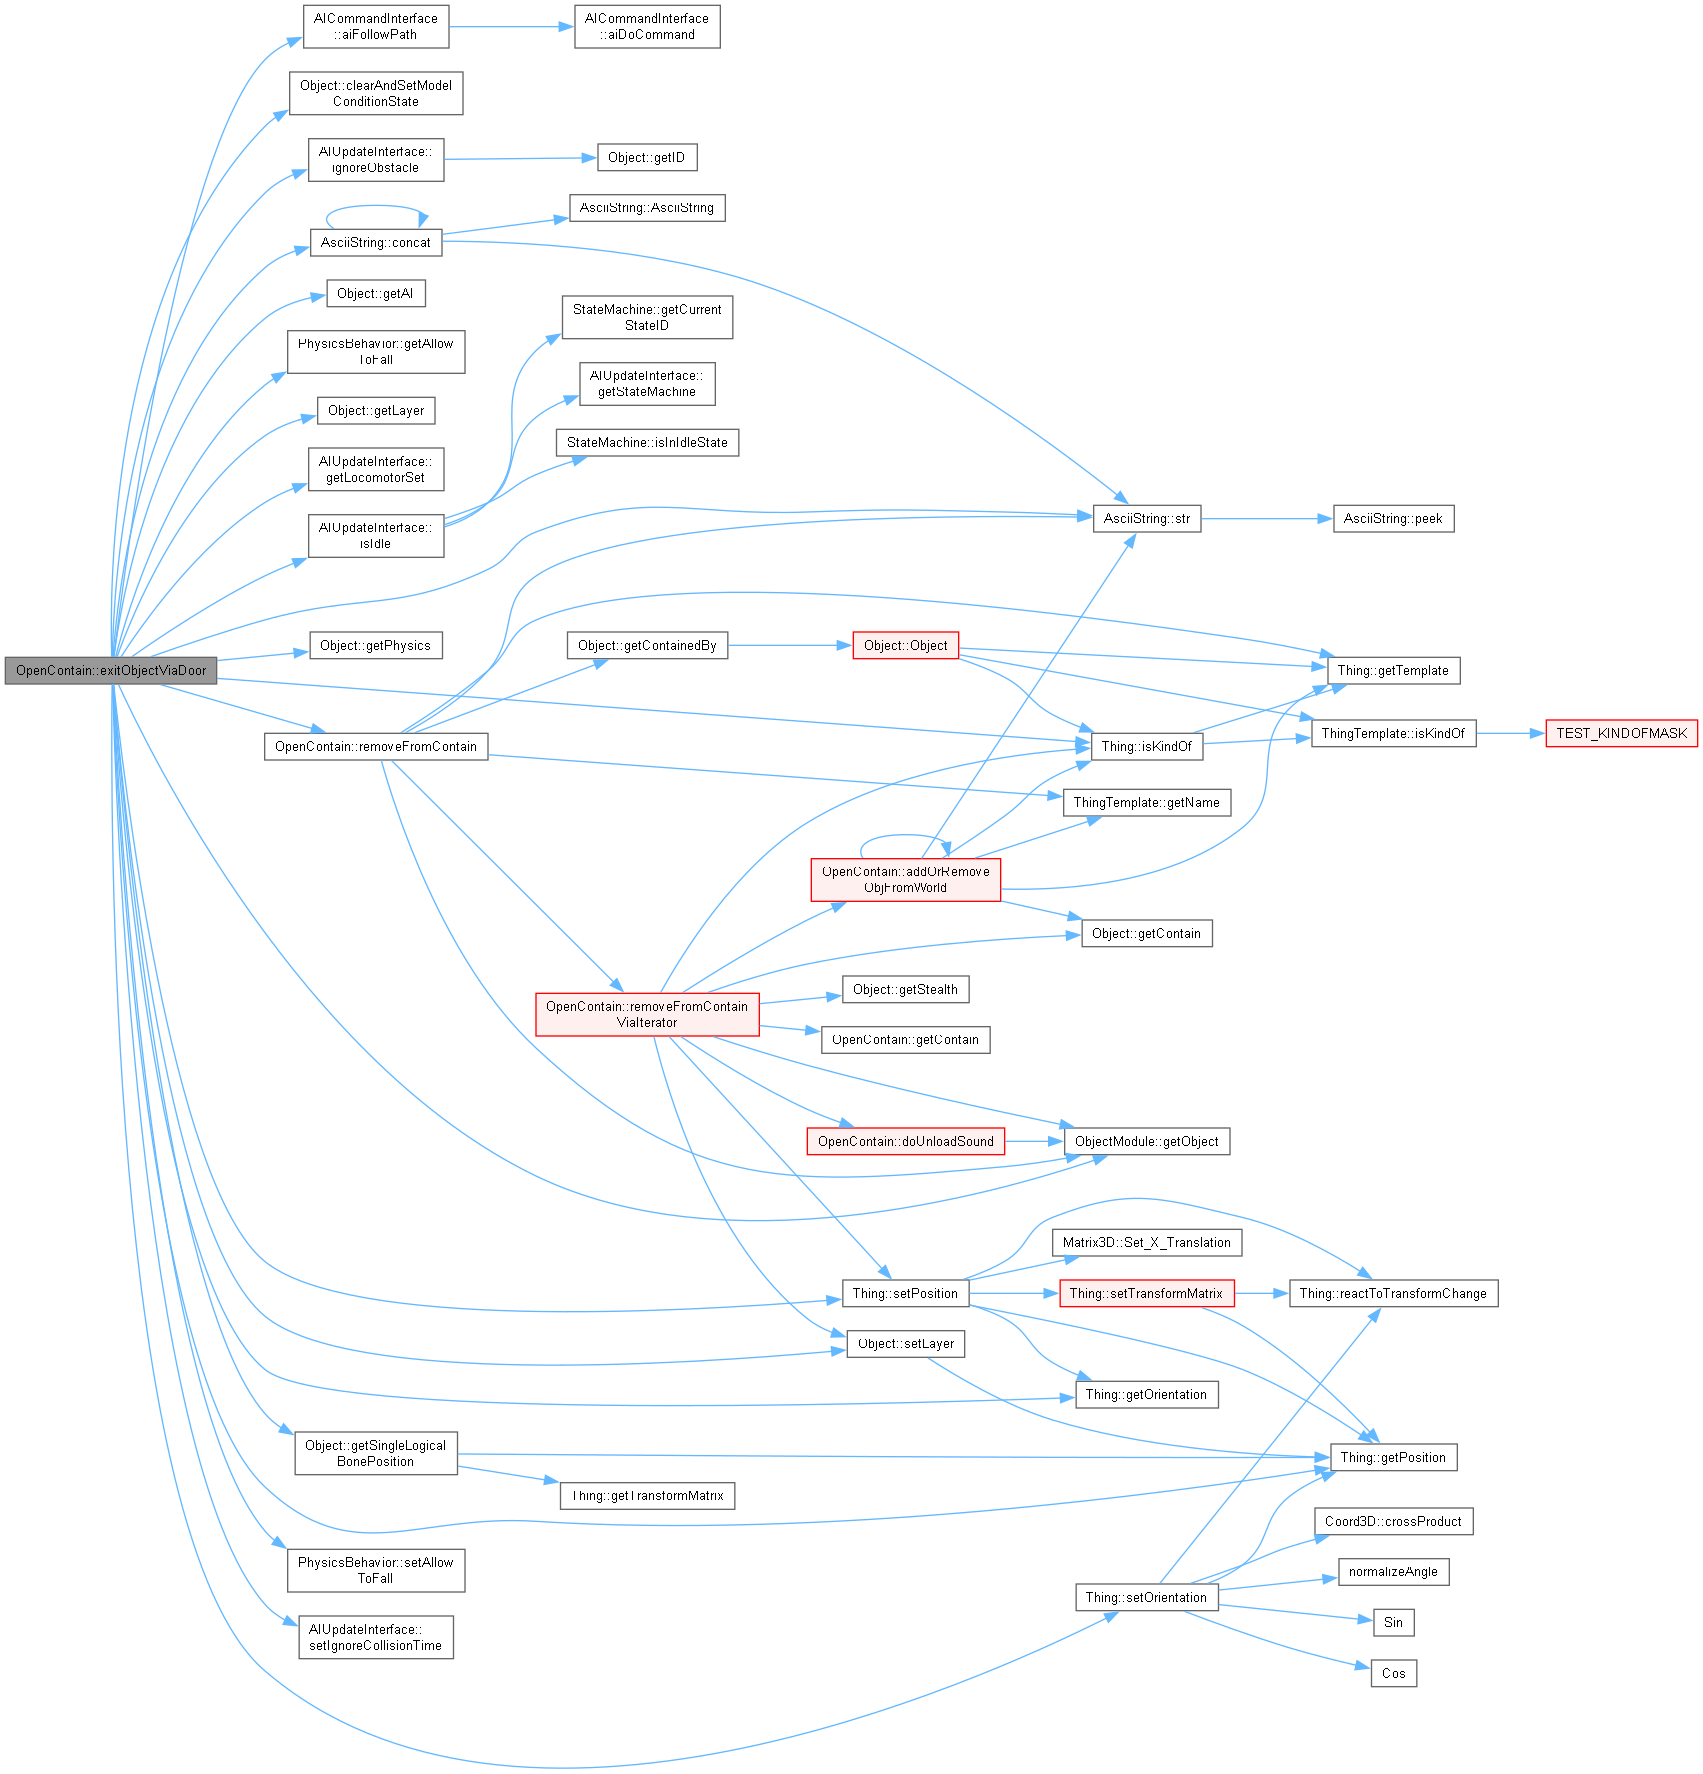 AICommandInterface
::aiFollowPath
AICommandInterface
::aiDoCommand
Object::clearAndSetModel
ConditionState
AIUpdateInterface::
ignoreObstacle
Object::getID
AsciiString::AsciiString
AsciiString::concat
Object::getAI
StateMachine::getCurrent
StateID
PhysicsBehavior::getAllow
ToFall
AIUpdateInterface::
getStateMachine
Object::getLayer
StateMachine::isInIdleState
AIUpdateInterface::
getLocomotorSet
AIUpdateInterface::
isIdle
AsciiString::str
AsciiString::peek
Object::getPhysics
Object::getContainedBy
Object::Object
OpenContain::exitObjectViaDoor
Thing::getTemplate
OpenContain::removeFromContain
Thing::isKindOf
ThingTemplate::isKindOf
TEST_KINDOFMASK
ThingTemplate::getName
OpenContain::addOrRemove
ObjFromWorld
Object::getContain
Object::getStealth
OpenContain::removeFromContain
ViaIterator
OpenContain::getContain
OpenContain::doUnloadSound
ObjectModule::getObject
Matrix3D::Set_X_Translation
Thing::setPosition
Thing::setTransformMatrix
Thing::reactToTransformChange
Object::setLayer
Thing::getOrientation
Object::getSingleLogical
BonePosition
Thing::getPosition
Thing::getTransformMatrix
Coord3D::crossProduct
PhysicsBehavior::setAllow
ToFall
normalizeAngle
Thing::setOrientation
Sin
AIUpdateInterface::
setIgnoreCollisionTime
Cos